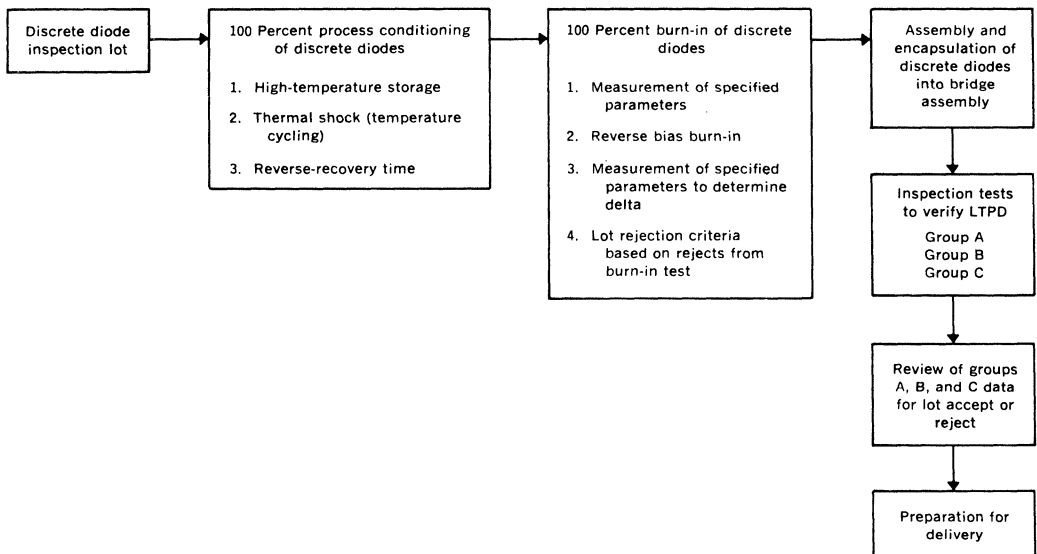 Discrete diode
inspection lot
100 Percent process conditioning
of discrete diodes
1. High-temperature storage
2. Thermal shock (temperature
cycling)
3. Reverse-recovery time
100 Percent burn-in of discrete
diodes
1. Measurement of specified
parameters
2. Reverse bias burn-in
3. Measurement of specified
parameters to determine
delta
4. Lot rejection criteria
based on rejects from
burn-in test
Assembly and
encapsulation of
discrete diodes
into bridge
assembly
Inspection tests
to verify LTPD
Group A
Group B
Group C
Review of groups
A, B, and C data
for lot accept or
reject
Preparation for
delivery